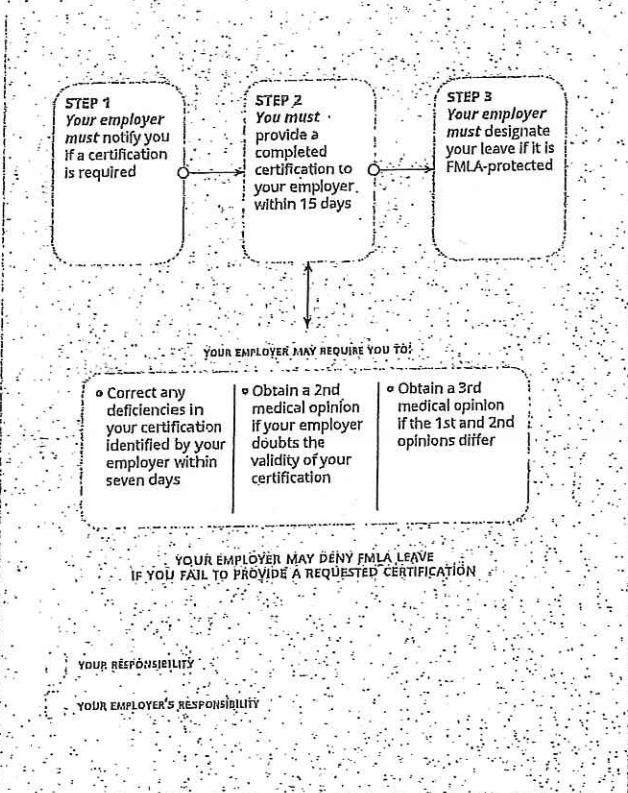 STEP 1
Your employer
must notify you
if a certification
is required
STEP 2
You must
provide a
completed
certification to
your employer
within 15 days
STEP 3
Your employer
must designate
your leave if it is
FMLA-protected
YOUR EMPLOYER MAY REQUIRE YOU TO:
• Correct any
deficiencies in
your certification
identified by your
employer within
seven days
• Obtain a 2nd
medical opinion
if your employer
doubts the
validity of your
certification
• Obtain a 3rd
medical opinion
if the 1st and 2nd
opinions differ
YOUR EMPLOYER MAY DENY FMLA LEAVE
IF YOU FAIL TO PROVIDE A REQUESTED CERTIFICATION
YOUR RESPONSIBILITY
YOUR EMPLOYER'S RESPONSIBILITY